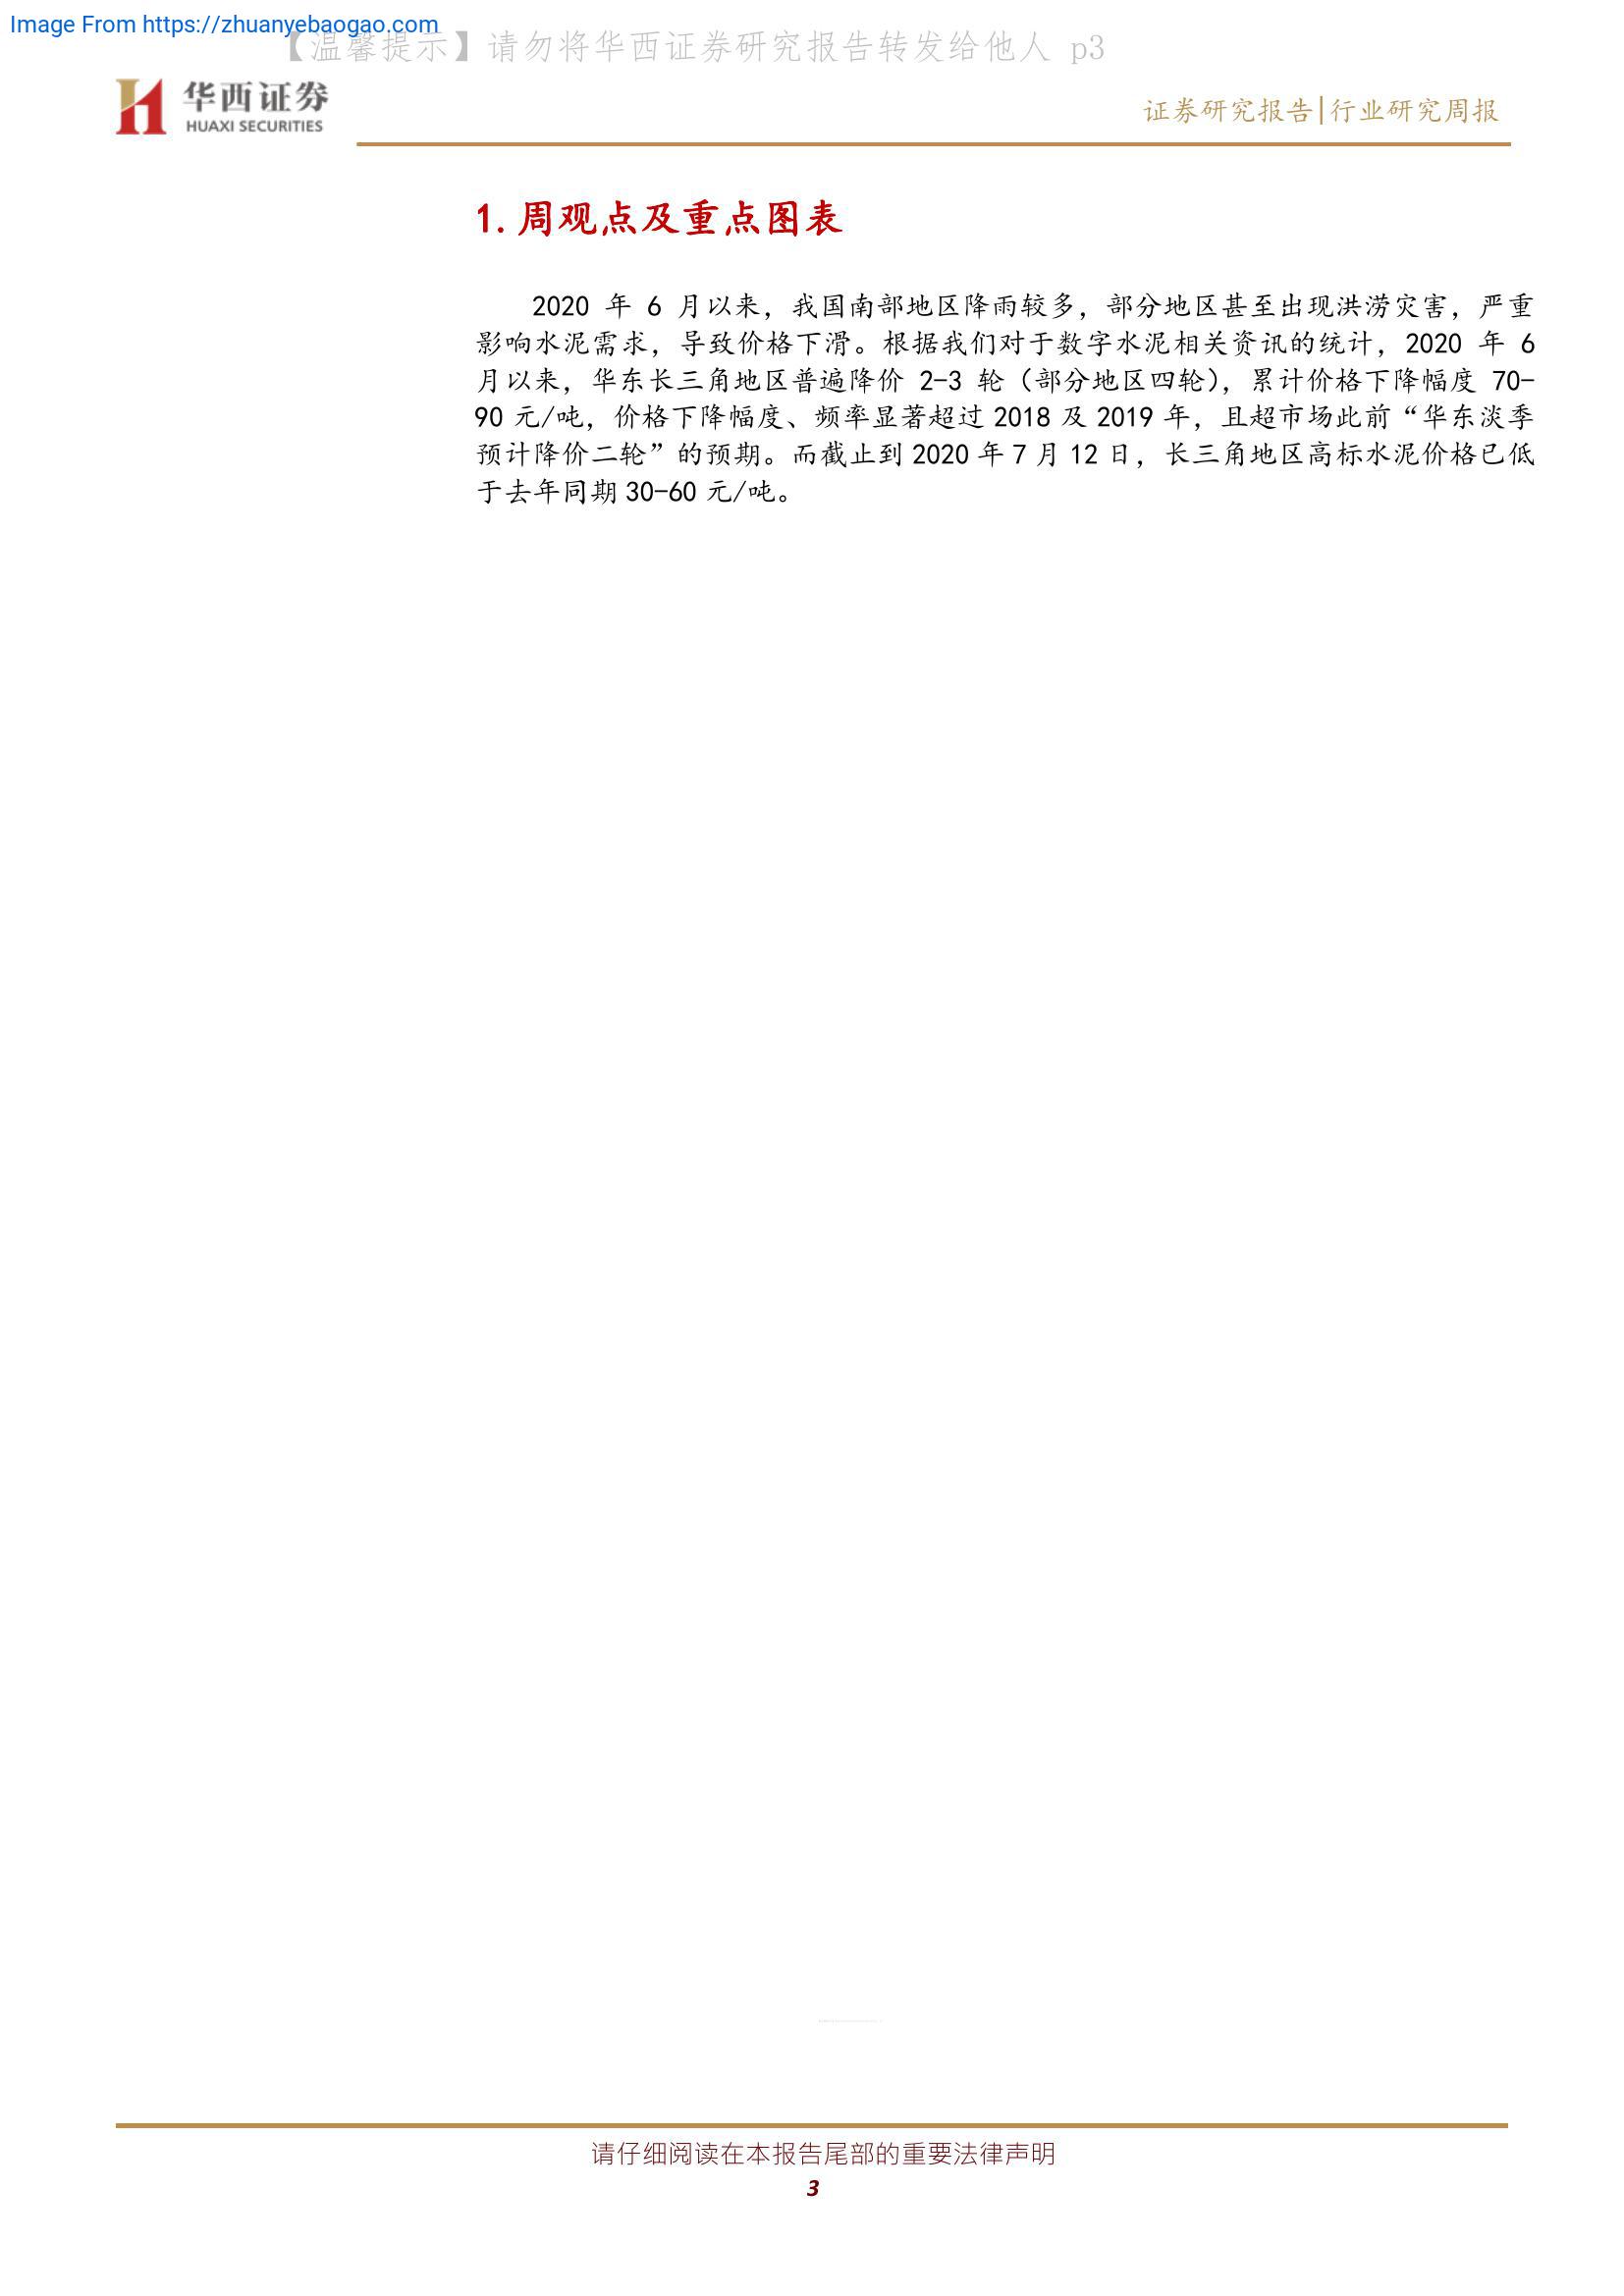 Image From https://zhuanyebaogao.com
【温馨提示】请勿将华西证券研究报告转发给他人 p3
华西证券
HUAXI SECURITIES
证券研究报告|行业研究周报
1.周观点及重点图表
2020 年 6 月以来，我国南部地区降雨较多，部分地区甚至出现洪涝灾害，严重
影响水泥需求，导致价格下滑。根据我们对于数字水泥相关资讯的统计，2020 年 6
月以来，华东长三角地区普遍降价 2-3 轮（部分地区四轮），累计价格下降幅度 70-
90 元/吨，价格下降幅度、频率显著超过 2018 及 2019 年，且超市场此前“华东淡季
预计降价二轮”的预期。而截止到 2020 年 7 月 12 日，长三角地区高标水泥价格已低
于去年同期 30-60 元/吨。
请仔细阅读在本报告尾部的重要法律声明
3